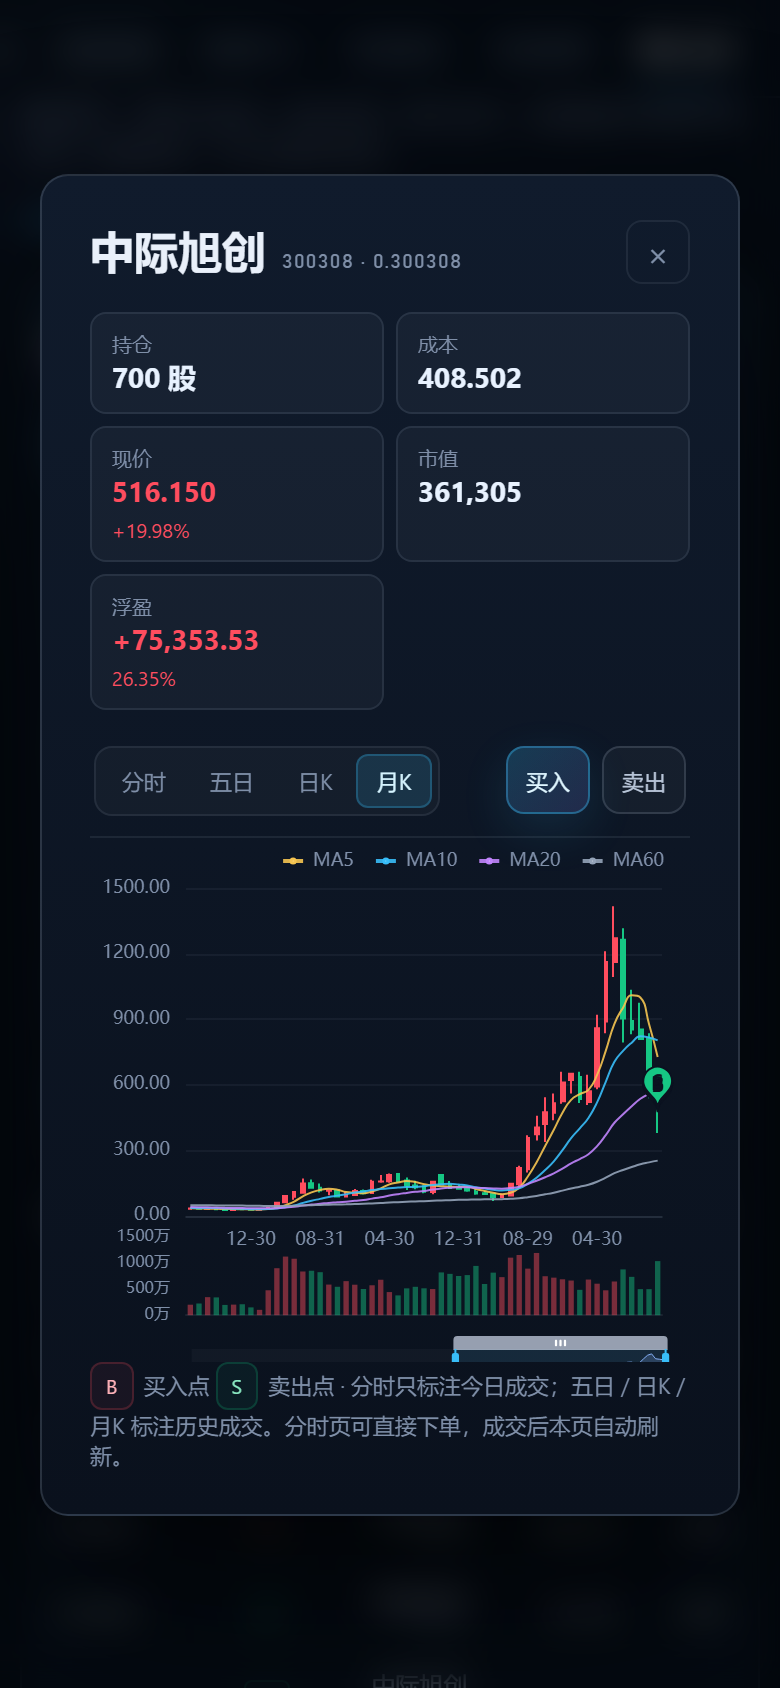 中际旭创 300308 · 0.300308
×
持仓
700 股
成本
408.502
现价
516.150
+19.98%
市值
361,305
浮盈
+75,353.53
26.35%
分时 五日 日K 月K 买入 卖出
MA5 MA10 MA20 MA60
1500.00
1200.00
900.00
600.00
300.00
0.00
12-30 08-31 04-30 12-31 08-29 04-30
1500万
1000万
500万
0万
B 买入点 S 卖出点 · 分时只标注今日成交；五日 / 日K /
月K 标注历史成交。分时页可直接下单，成交后本页自动刷
新。
中际旭创